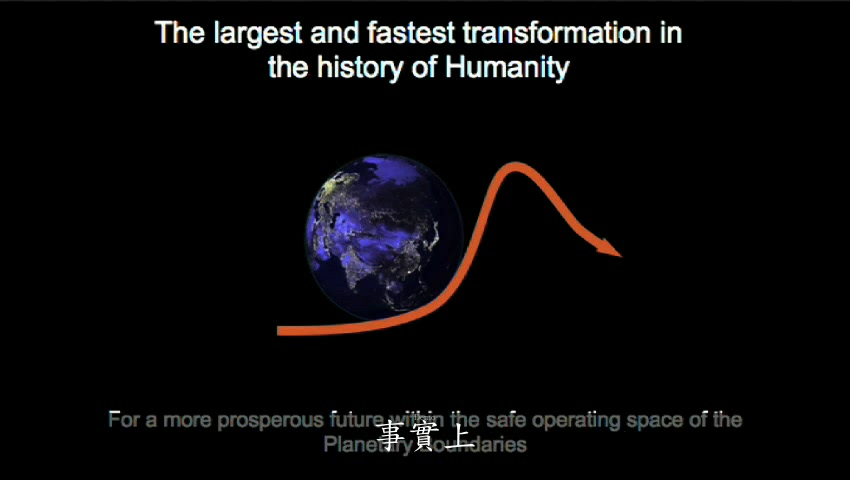 The largest and fastest transformation in
the history of Humanity
For a more prosperous future within the safe operating space of the
Planetary Boundaries
事實上